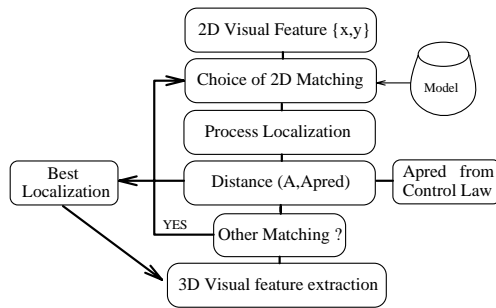 2D Visual Feature {x,y}
Choice of 2D Matching
Model
Process Localization
Best
Localization
Distance (A,Apred)
Apred from
Control Law
YES
Other Matching ?
3D Visual feature extraction